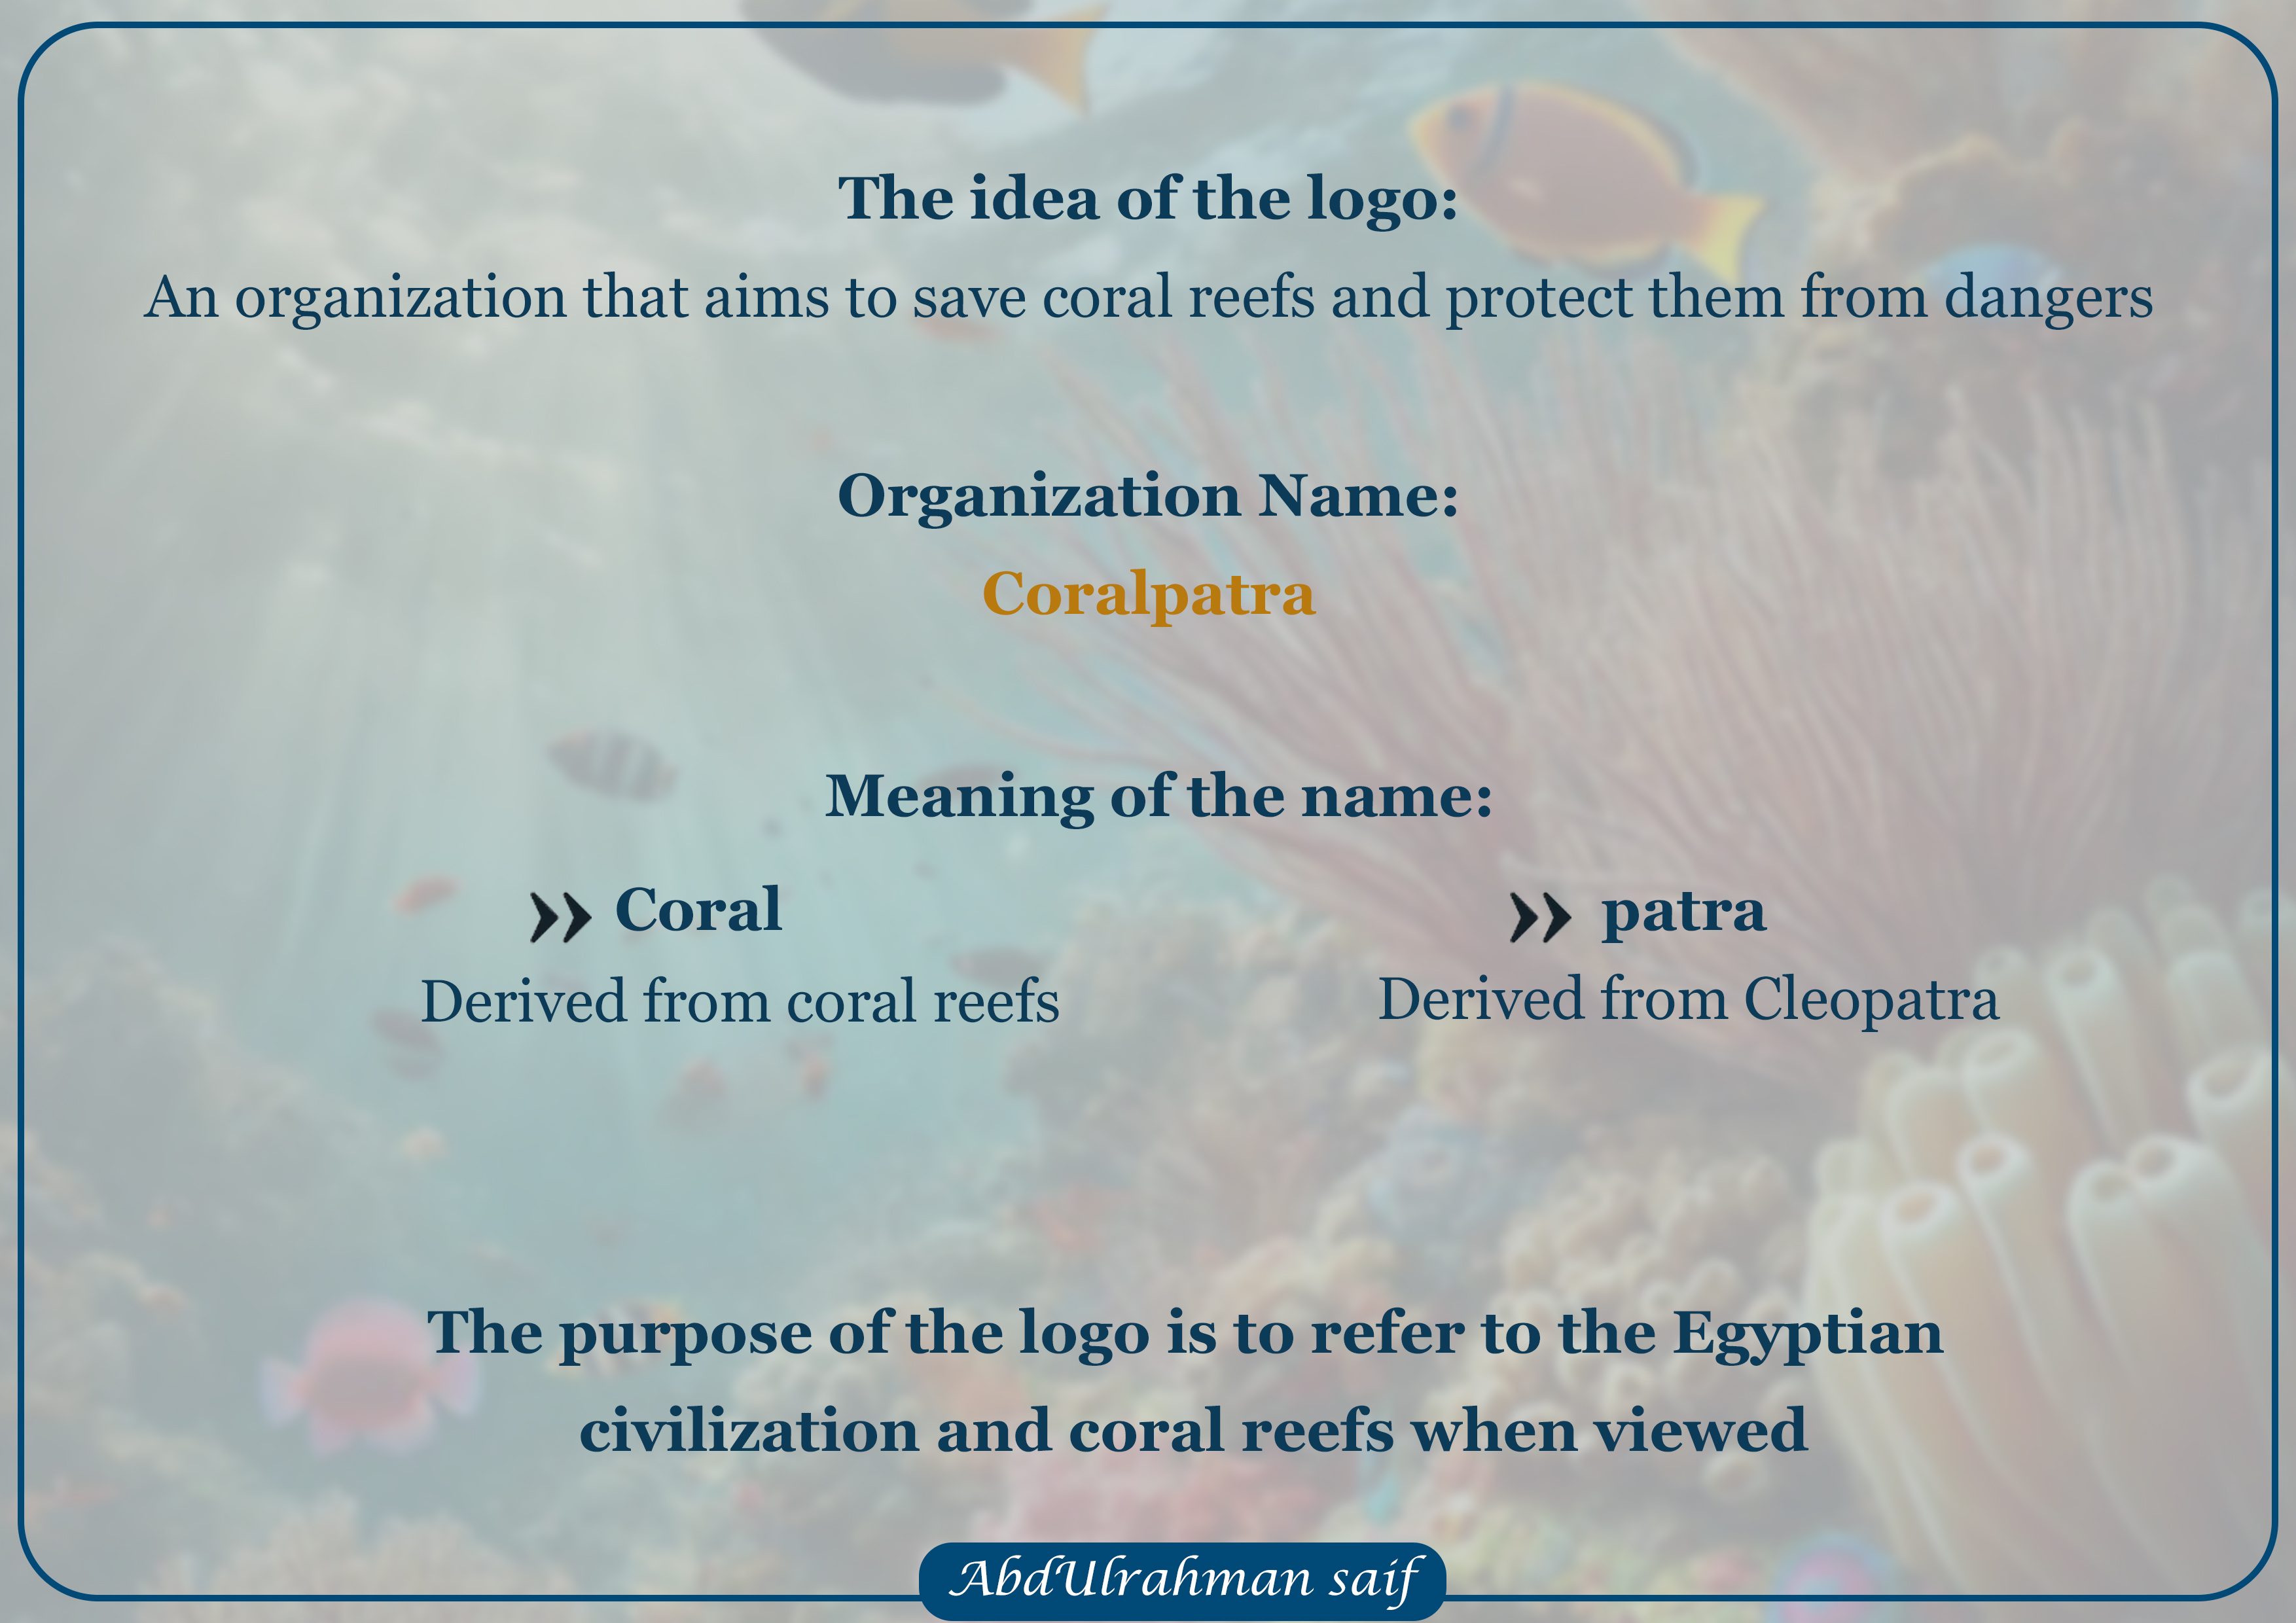 The idea of the logo:
An organization that aims to save coral reefs and protect them from dangers
Organization Name:
Coralpatra
Meaning of the name:
Coral
Derived from coral reefs
patra
Derived from Cleopatra
The purpose of the logo is to refer to the Egyptian
civilization and coral reefs when viewed
AbdUlrahman saif